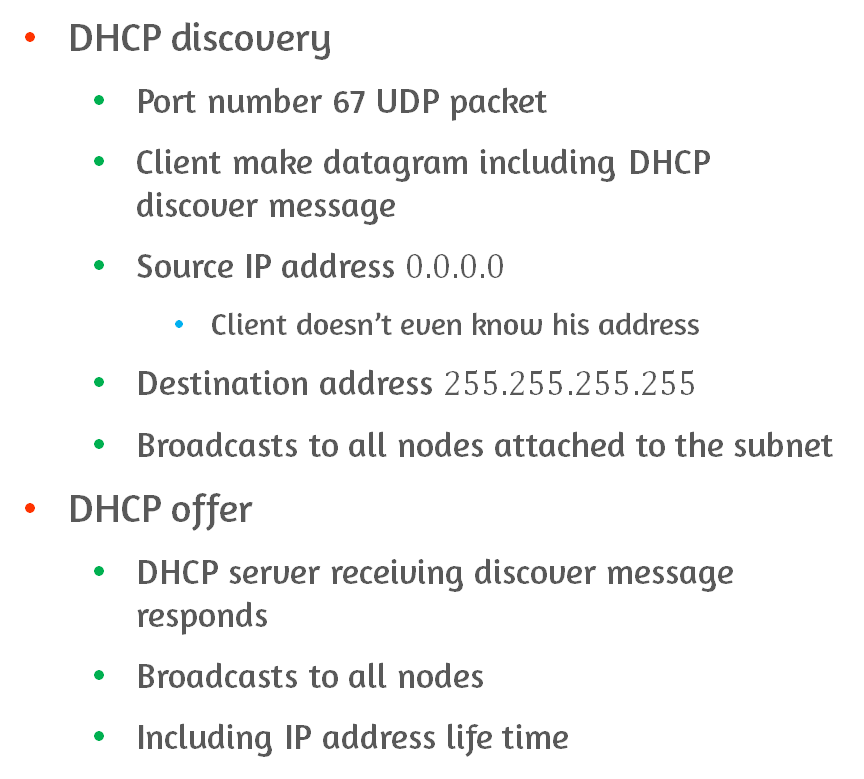 DHCP discovery
Port number 67 UDP packet
Client make datagram including DHCP
discover message
Source IP address 0.0.0.0
Client doesn't even know his address
Destination address 255.255.255.255
Broadcasts to all nodes attached to the subnet
DHCP offer
DHCP server receiving discover message
responds
Broadcasts to all nodes
Including IP address life time